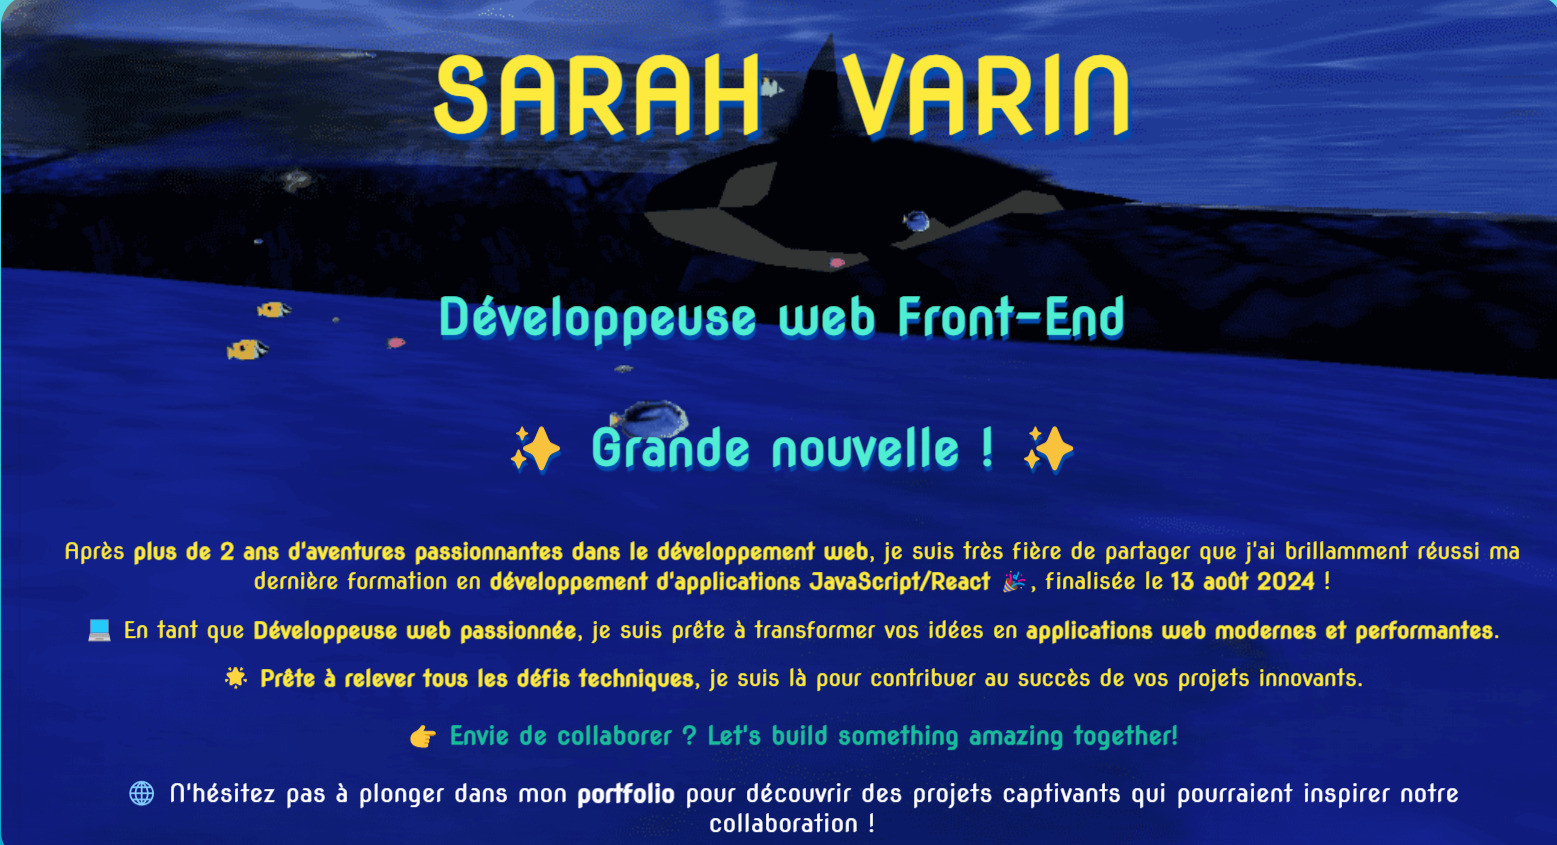 SARAH VARIN
Développeuse web Front-End
✨ Grande nouvelle ! ✨
Après plus de 2 ans d'aventures passionnantes dans le développement web, je suis très fière de partager que j'ai brillamment réussi ma
dernière formation en développement d'applications JavaScript/React 🎉, finalisée le 13 août 2024 !
💻 En tant que Développeuse web passionnée, je suis prête à transformer vos idées en applications web modernes et performantes.
🌟 Prête à relever tous les défis techniques, je suis là pour contribuer au succès de vos projets innovants.
👉 Envie de collaborer ? Let's build something amazing together!
🌐 N'hésitez pas à plonger dans mon portfolio pour découvrir des projets captivants qui pourraient inspirer notre
collaboration !